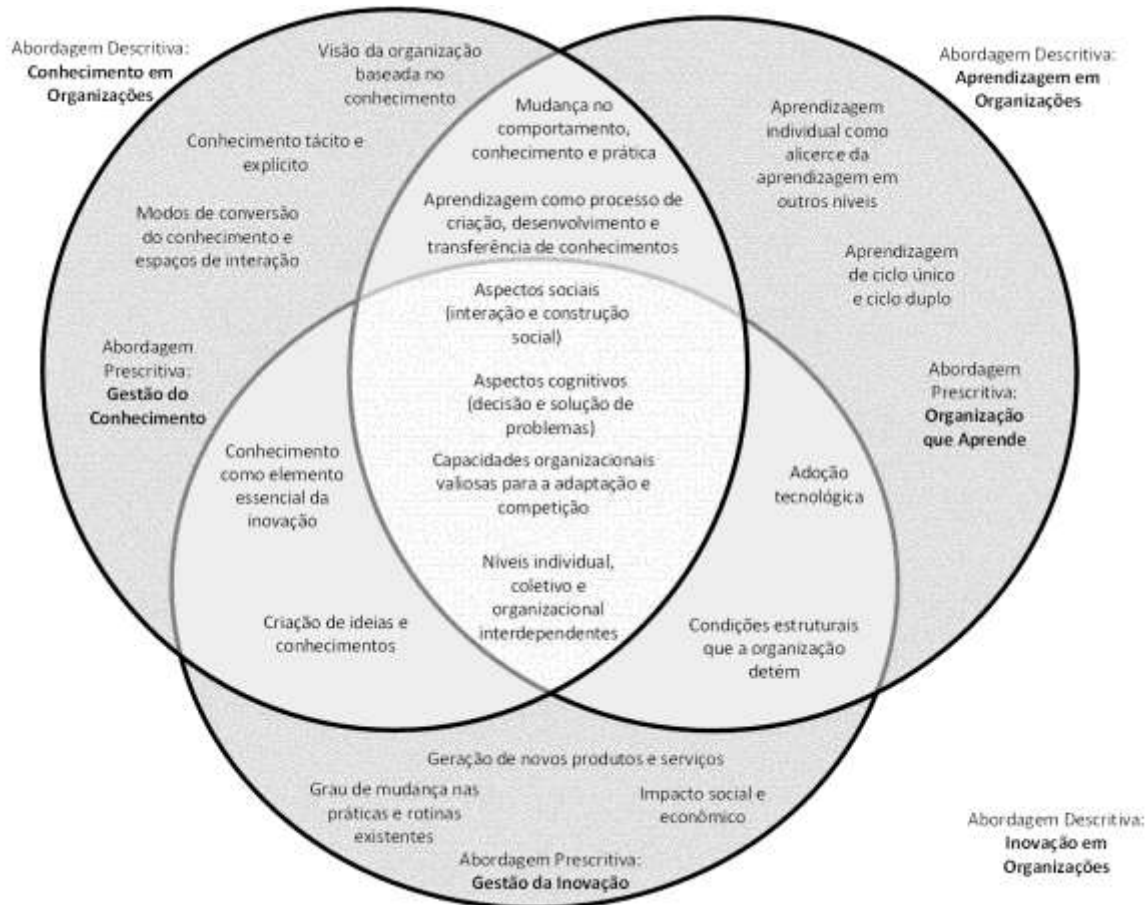 Abordagem Descritiva:
Conhecimento em
Organizações
Visão da organização
baseada no
conhecimento
Conhecimento tácito e
explícito
Modos de conversão
do conhecimento e
espaços de interação
Abordagem
Prescritiva:
Gestão do
Conhecimento
Mudança no
comportamento,
conhecimento e prática
Aprendizagem como processo de
criação, desenvolvimento e
transferência de conhecimentos
Abordagem Descritiva:
Aprendizagem em
Organizações
Aprendizagem
individual como
alicerce da
aprendizagem em
outros níveis
Aprendizagem
de ciclo único
e ciclo duplo
Abordagem
Prescritiva:
Organização
que Aprende
Aspectos sociais
(interação e construção
social)
Aspectos cognitivos
(decisão e solução de
problemas)
Capacidades organizacionais
valiosas para a adaptação e
competição
Níveis individual,
coletivo e
organizacional
interdependentes
Conhecimento
como elemento
essencial da
inovação
Criação de ideias e
conhecimentos
Adoção
tecnológica
Condições estruturais
que a organização
detém
Geração de novos produtos e serviços
Grau de mudança nas
práticas e rotinas
existentes
Impacto social e
econômico
Abordagem Prescritiva:
Gestão da Inovação
Abordagem Descritiva:
Inovação em
Organizações